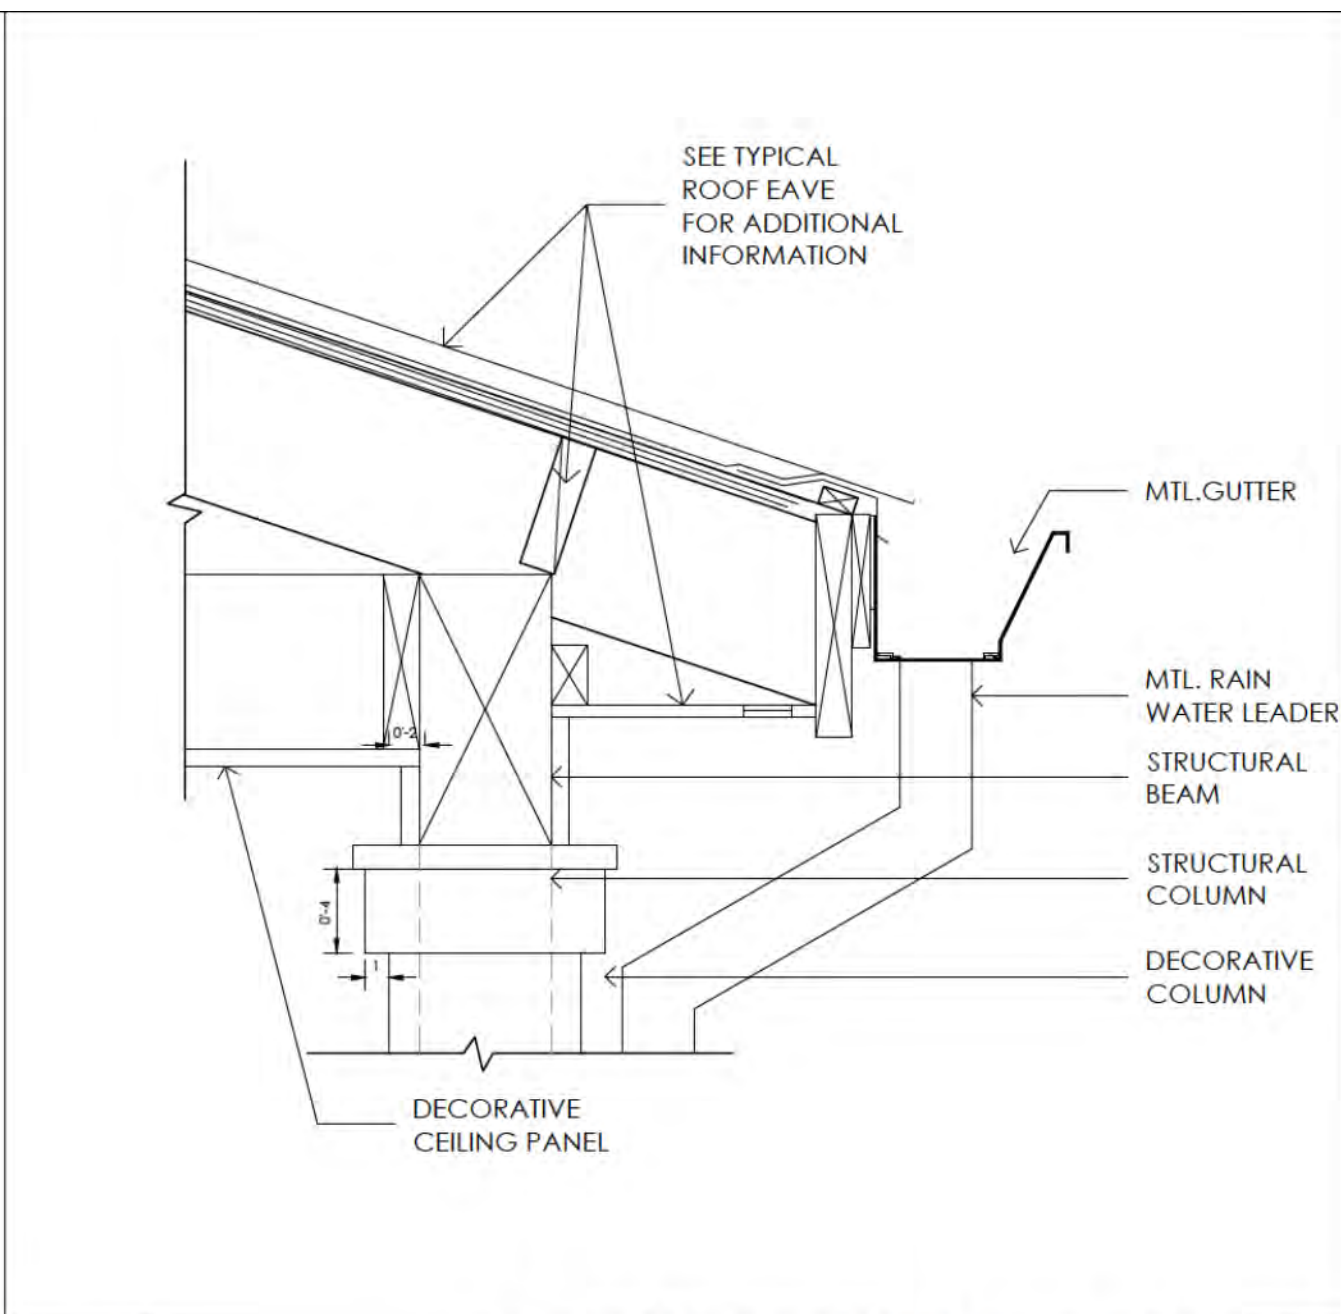 SEE TYPICAL
ROOF EAVE
FOR ADDITIONAL
INFORMATION
MTL.GUTTER
MTL. RAIN
WATER LEADER
STRUCTURAL
BEAM
0'-2
STRUCTURAL
COLUMN
0'-4
DECORATIVE
COLUMN
1
DECORATIVE
CEILING PANEL